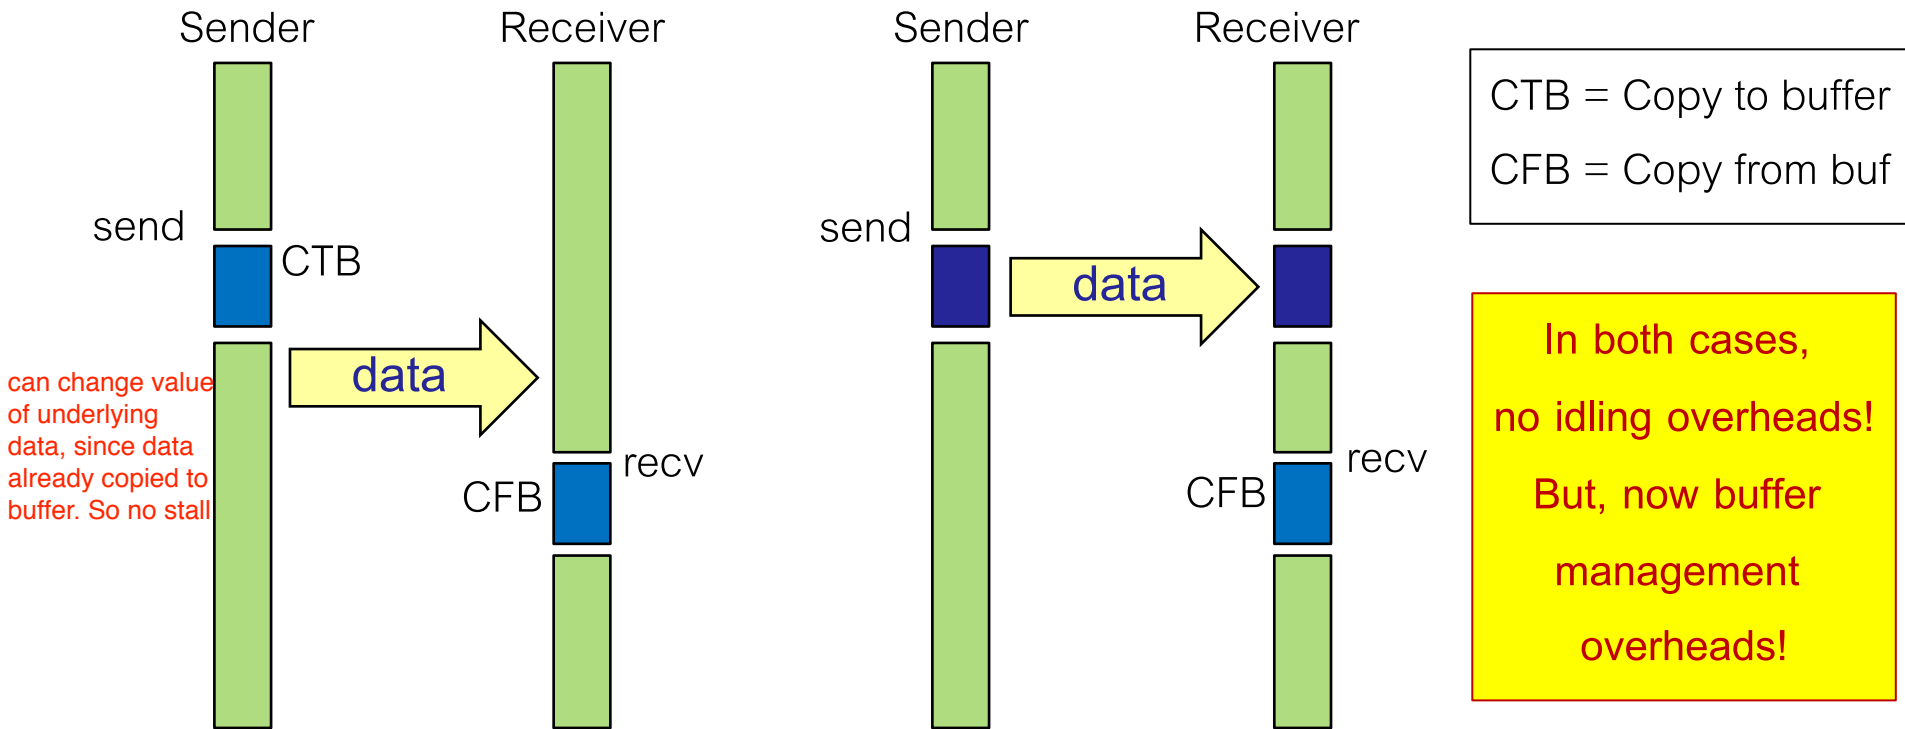 Sender
Receiver
send
CTB
data
can change value
of underlying
data, since data
already copied to
buffer. So no stall
recv
CFB
Sender
Receiver
send
data
recv
CFB
CTB = Copy to buffer
CFB = Copy from buf
In both cases,
no idling overheads!
But, now buffer
management
overheads!